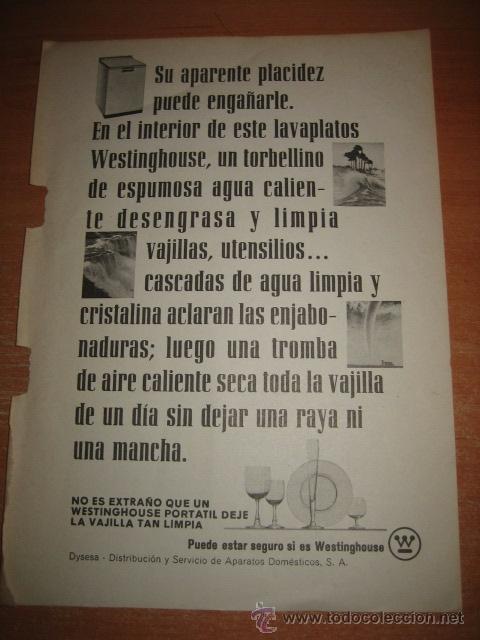 Su aparente placidez
puede engañarle.
En el interior de este lavaplatos
Westinghouse, un torbellino
de espumosa agua calien-
te desengrasa y limpia
vajillas, utensilios...
cascadas de agua limpia y
cristalina aclaran las enjabo-
naduras; luego una tromba
de aire caliente seca toda la vajilla
de un día sin dejar una raya ni
una mancha.
NO ES EXTRAÑO QUE UN
WESTINGHOUSE PORTATIL DEJE
LA VAJILLA TAN LIMPIA
Puede estar seguro si es Westinghouse
W
Dysesa - Distribución y Servicio de Aparatos Domésticos, S. A.
todocoleccion
www.todocoleccion.net